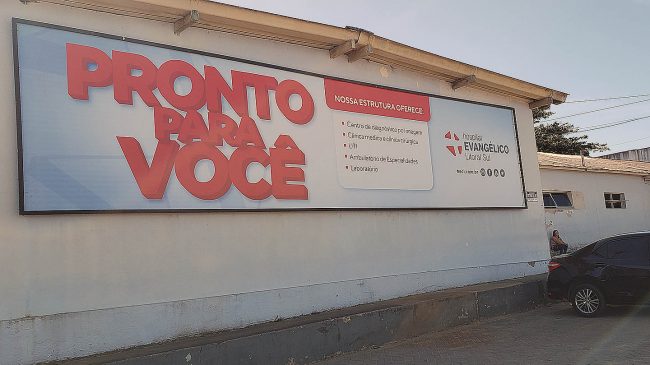 PRONTO
PARA
VOCÊ
NOSSA ESTRUTURA OFERECE
Centro de diagnóstico por imagem
Clínica médica e clínica cirúrgica
UTI
Ambulatório de Especialidades
Laboratório
hospital
EVANGÉLICO
Litoral Sul